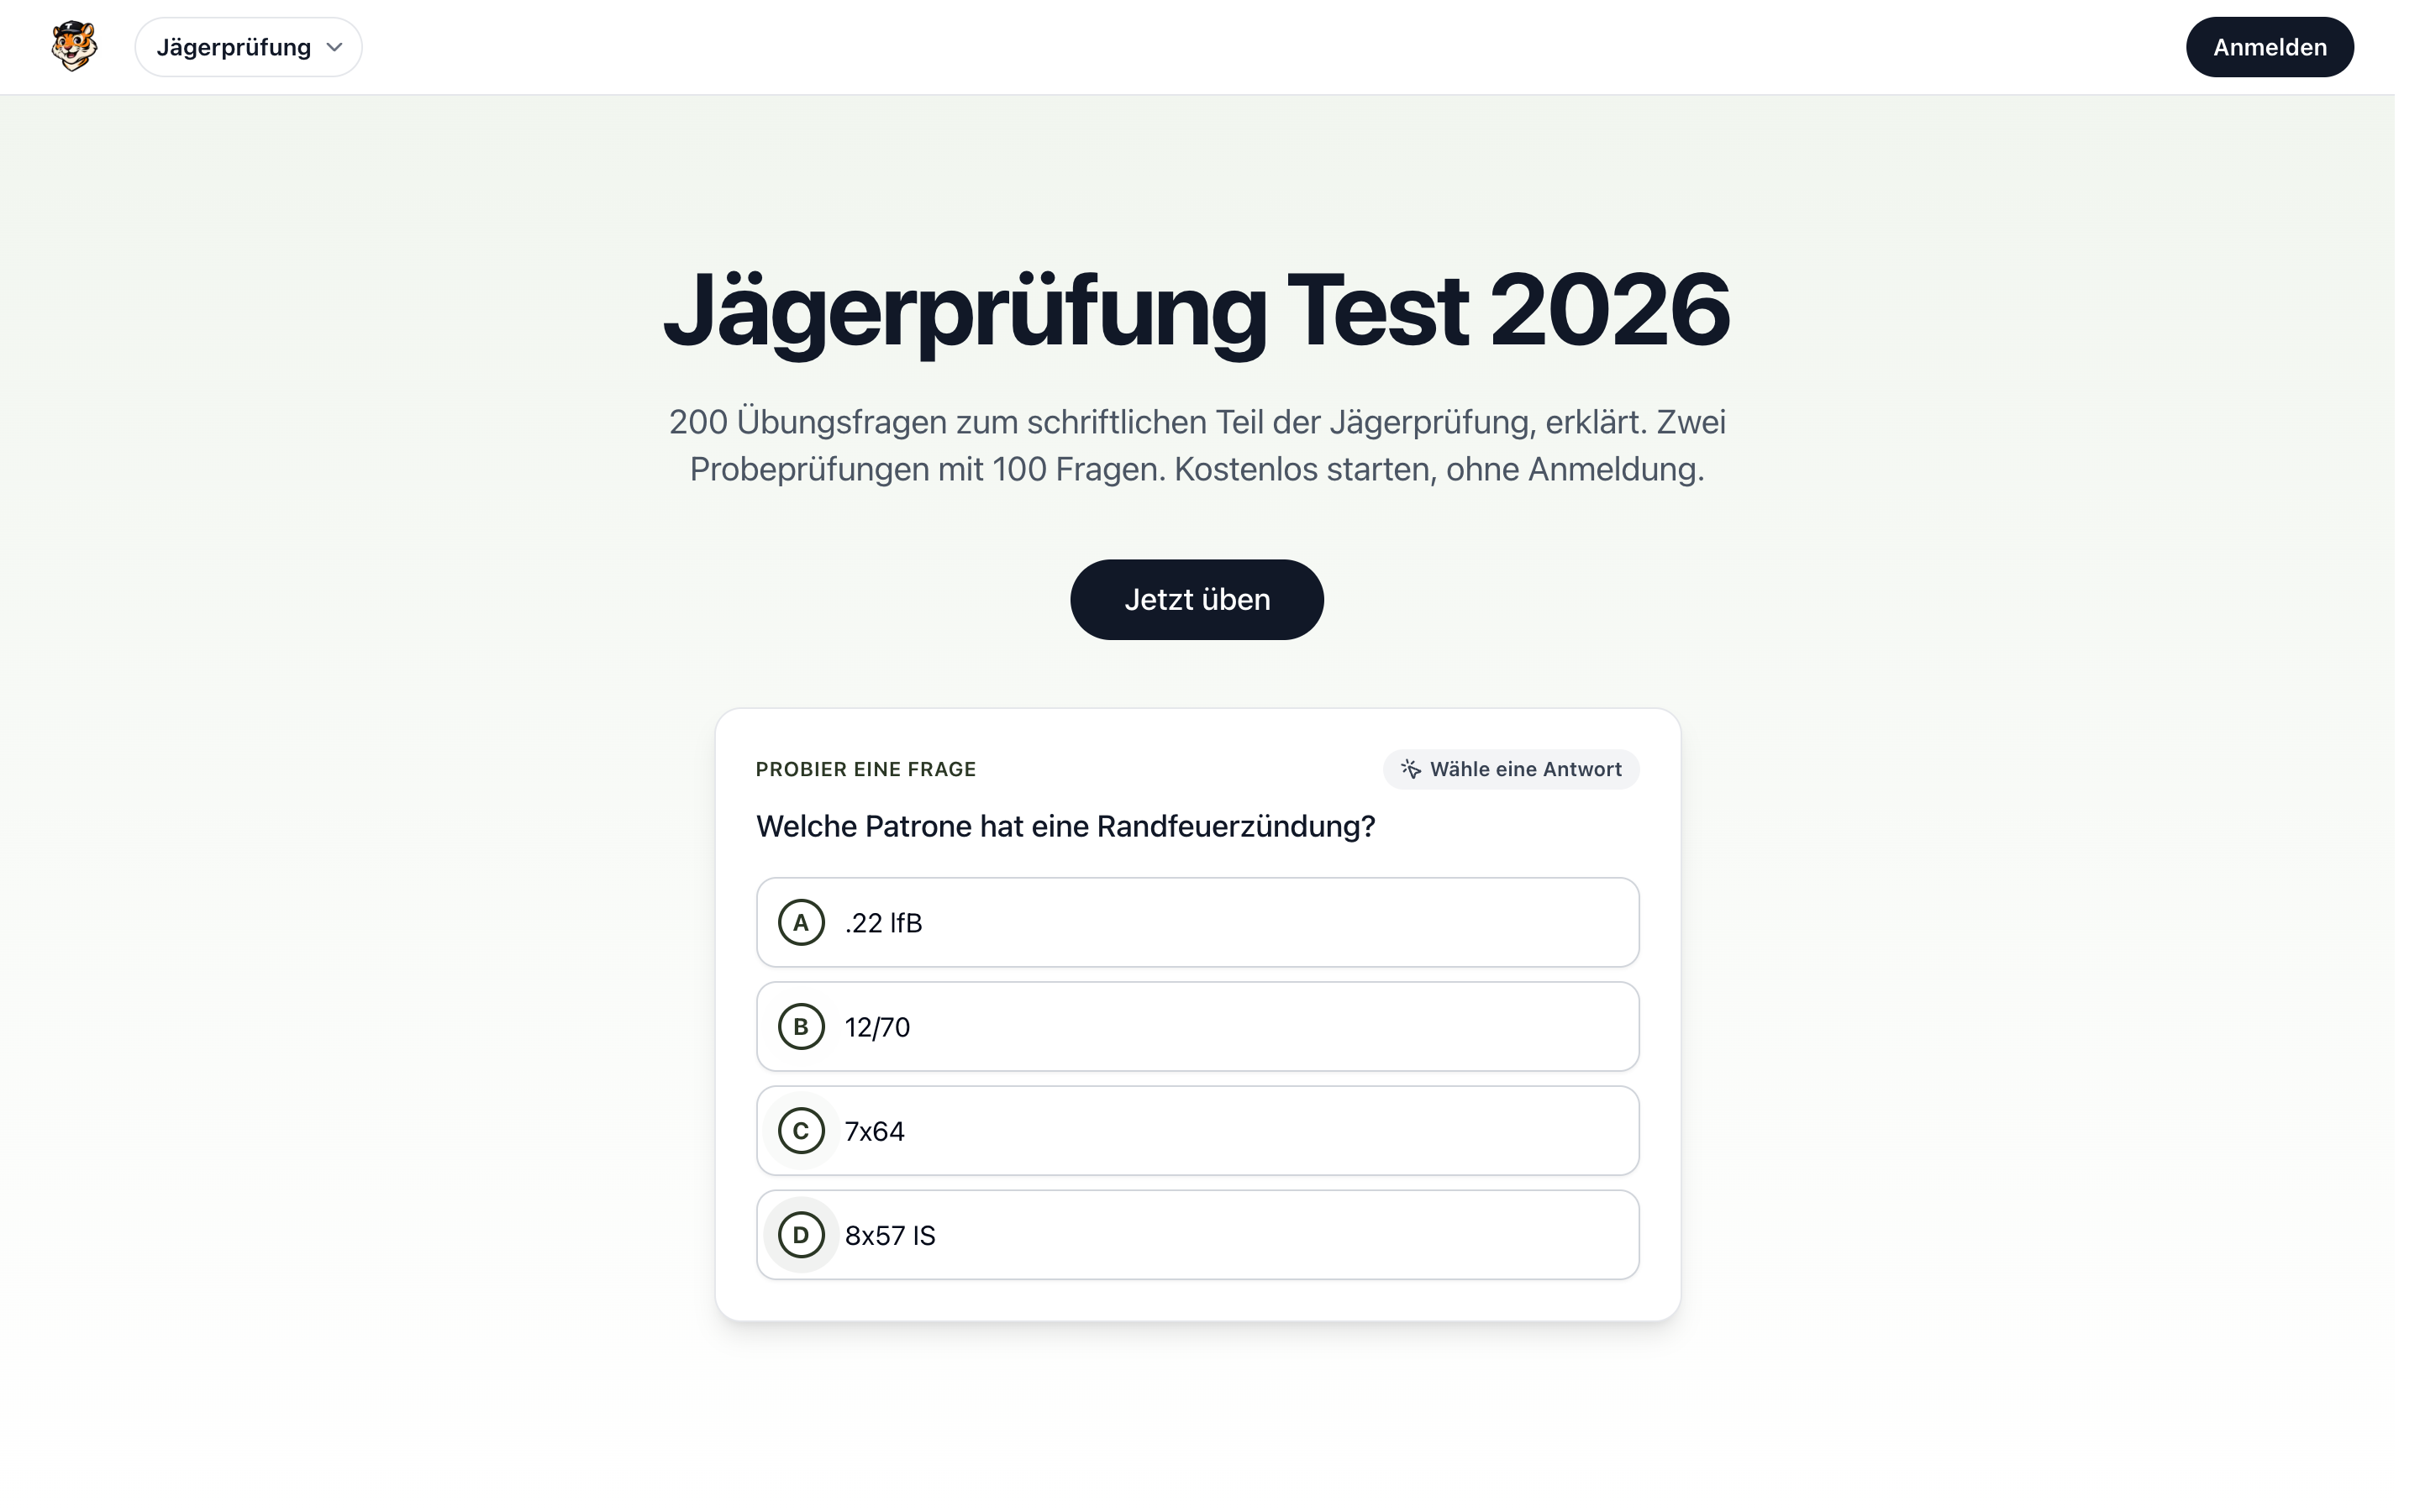 Jägerprüfung
Anmelden
Jägerprüfung Test 2026
200 Übungsfragen zum schriftlichen Teil der Jägerprüfung, erklärt. Zwei
Probeprüfungen mit 100 Fragen. Kostenlos starten, ohne Anmeldung.
Jetzt üben
PROBIER EINE FRAGE
Wähle eine Antwort
Welche Patrone hat eine Randfeuerzündung?
A .22 lfB
B 12/70
C 7x64
D 8x57 IS